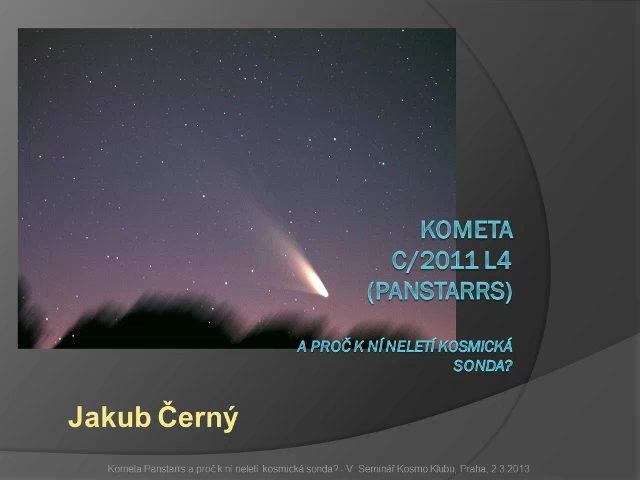 KOMETA
C/2011 L4
(PANSTARRS)
A PROČ K NÍ NELETÍ KOSMICKÁ
SONDA?
Jakub Černý
Kometa Panstarrs a proč k ní neletí kosmická sonda? - V. Seminář Kosmo Klubu, Praha, 2.3.2013